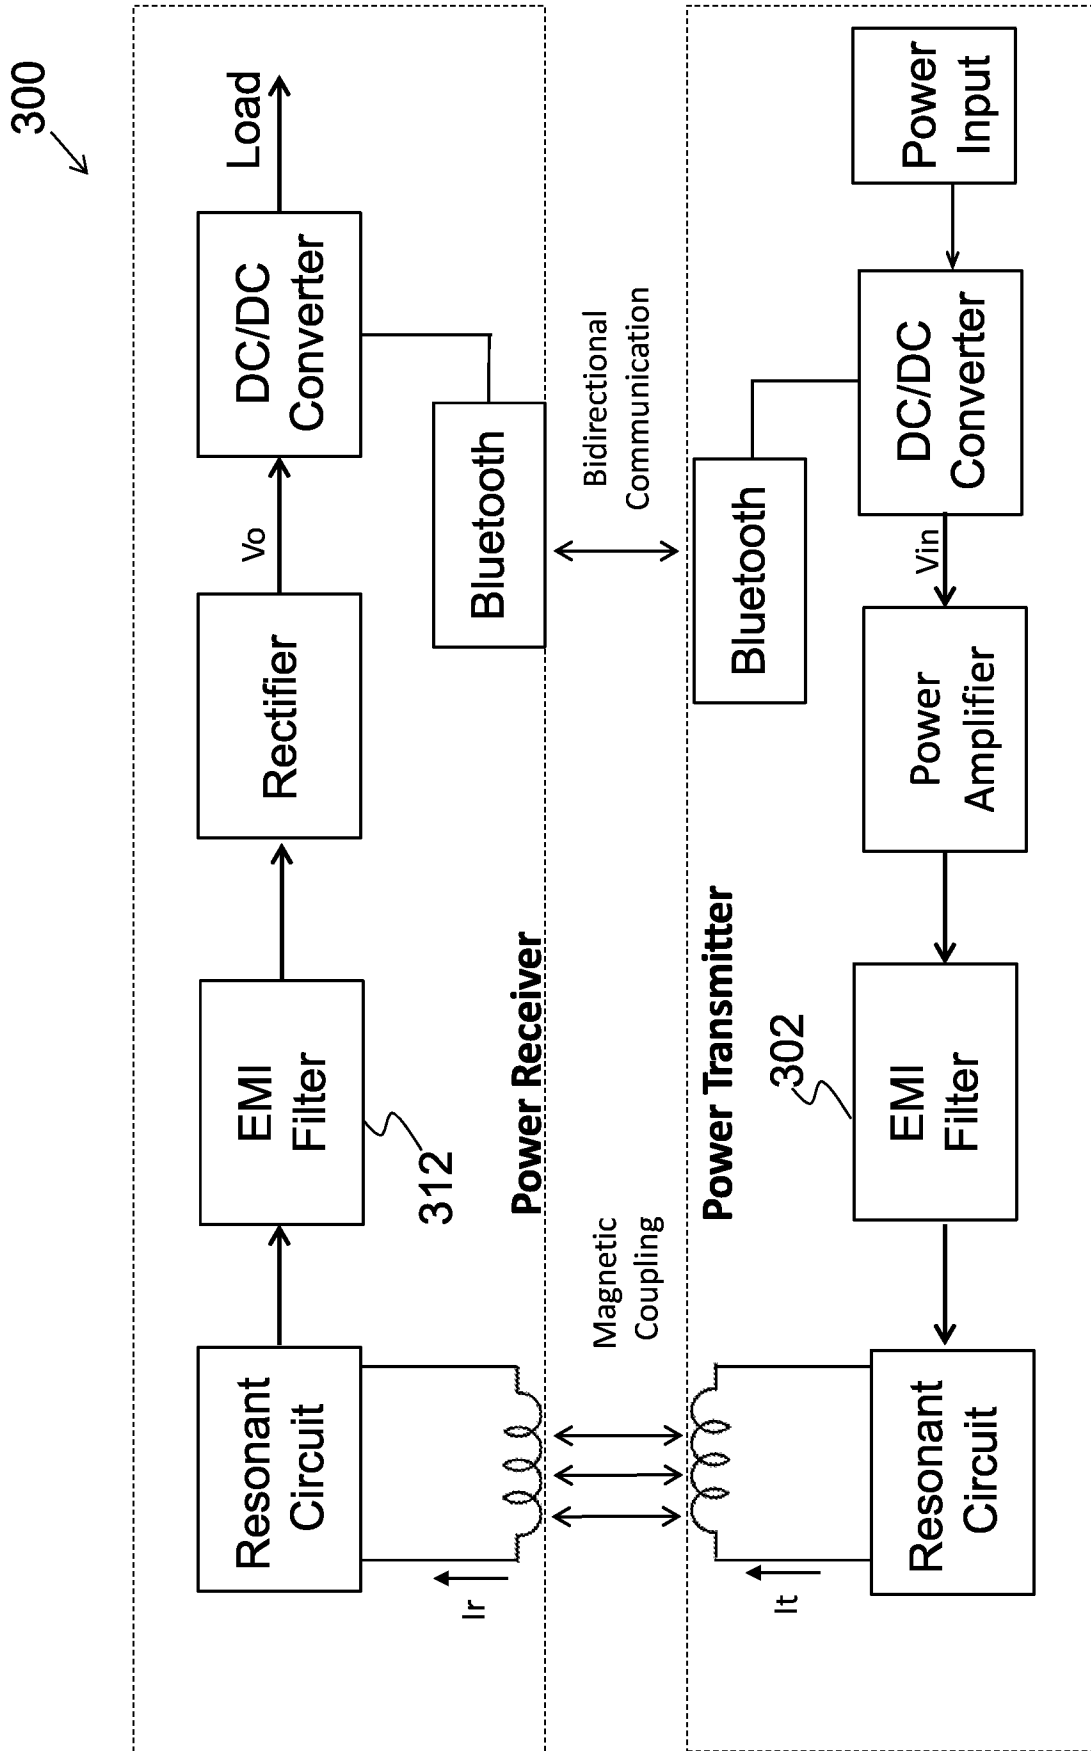 300
Resonant
Circuit
EMI
Filter
312
Rectifier
Vo
DC/DC
Converter
Load
Ir
Bluetooth
Power Receiver
Magnetic
Coupling
Bidirectional
Communication
Power Transmitter
It
Bluetooth
302
Resonant
Circuit
EMI
Filter
Power
Amplifier
Vin
DC/DC
Converter
Power
Input